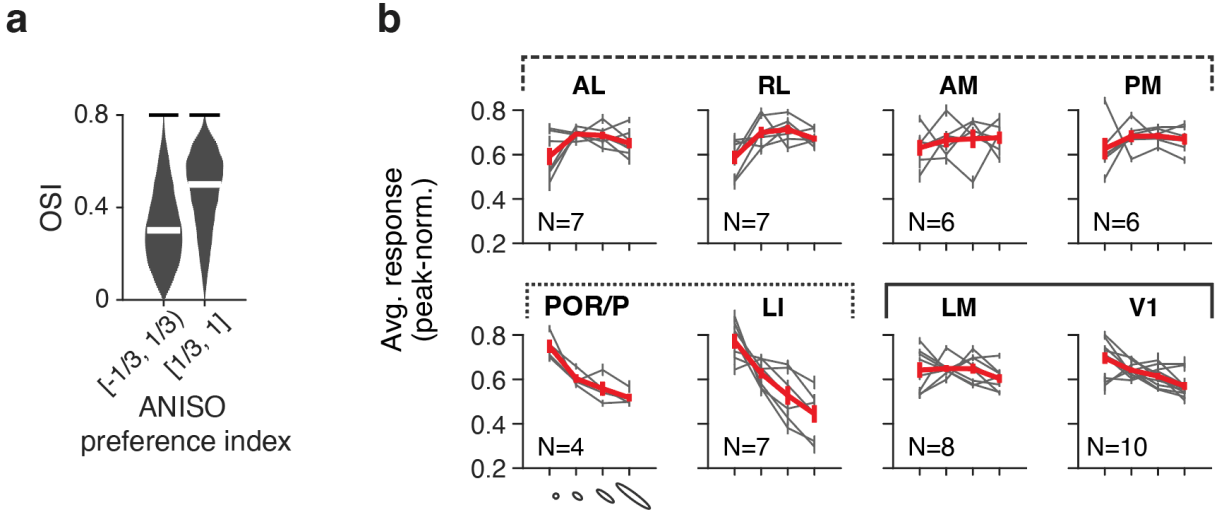 a
OSI
0.8
0.4
0
[-1/3, 1/3)
[1/3, 1]
ANISO
preference index
b
Avg. response
(peak-norm.)
AL
RL
AM
PM
0.8
0.6
0.4
0.2
N=7
N=7
N=6
N=6
POR/P
LI
LM
V1
0.8
0.6
0.4
0.2
N=4
N=7
N=8
N=10